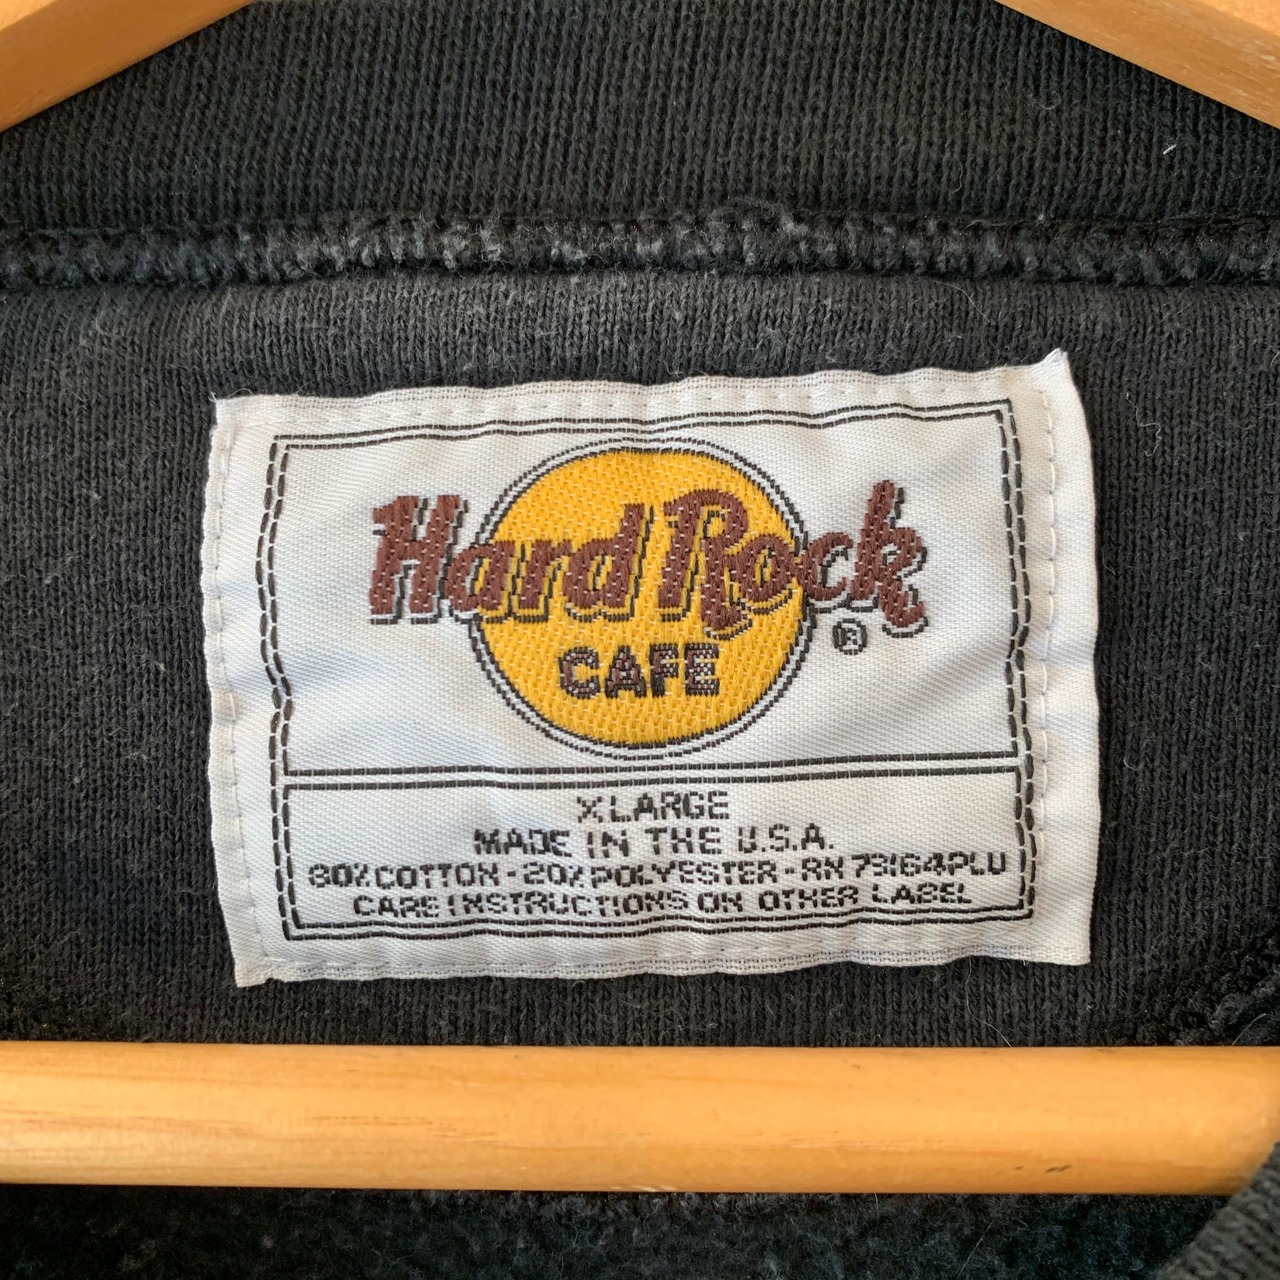 Hard Rock
CAFE
®
XLARGE
MADE IN THE U.S.A.
80% COTTON - 20% POLYESTER - RN 73164PLU
CARE INSTRUCTIONS ON OTHER LABEL